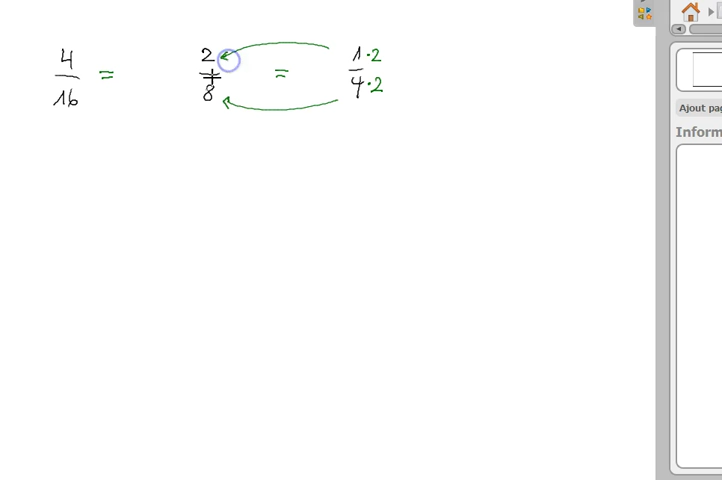 4/16 = 2/8 = 1·2/4·2
Ajout pag
Inform